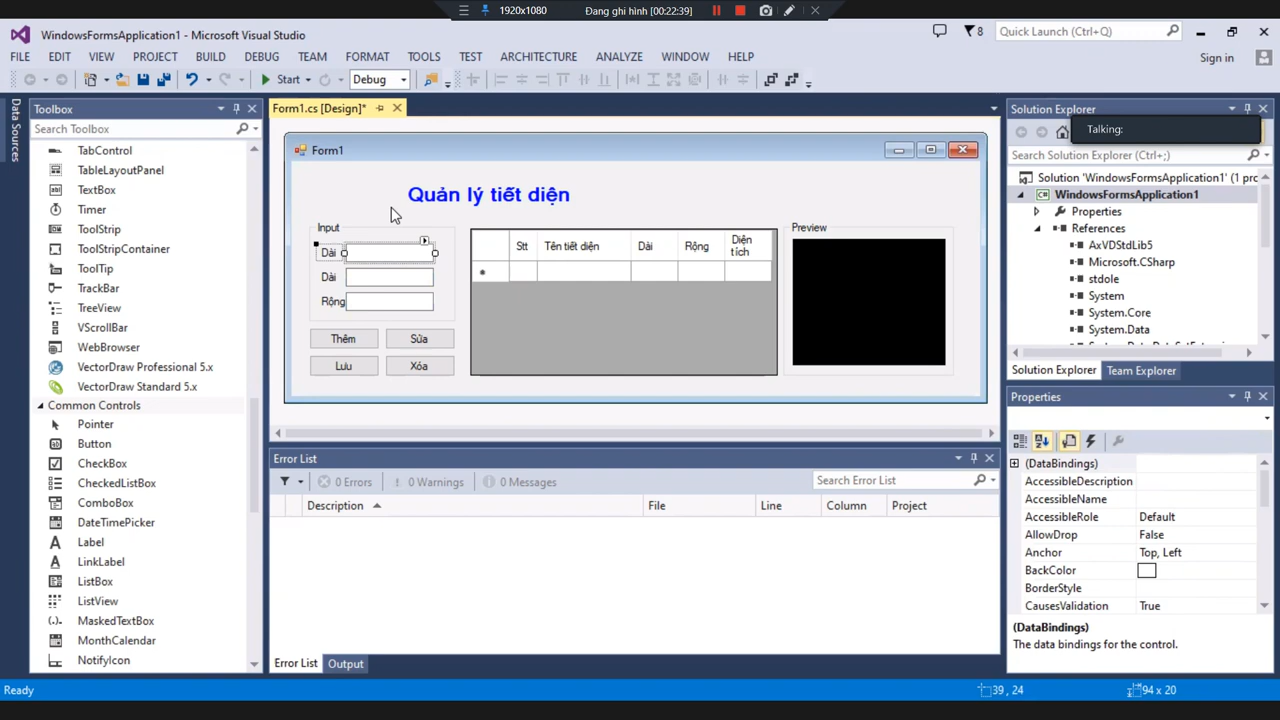 1920x1080 Đang ghi hình [00:22:39]
WindowsFormsApplication1 - Microsoft Visual Studio
8
Quick Launch (Ctrl+Q)
FILE EDIT VIEW PROJECT BUILD DEBUG TEAM FORMAT TOOLS TEST ARCHITECTURE ANALYZE WINDOW HELP
Sign in
Start Debug
Data Sources
Toolbox
Search Toolbox
TabControl
TableLayoutPanel
TextBox
Timer
ToolStrip
ToolStripContainer
ToolTip
TrackBar
TreeView
VScrollBar
WebBrowser
VectorDraw Professional 5.x
VectorDraw Standard 5.x
Common Controls
Pointer
Button
CheckBox
CheckedListBox
ComboBox
DateTimePicker
Label
LinkLabel
ListBox
ListView
MaskedTextBox
MonthCalendar
NotifyIcon
Form1.cs [Design]*
Form1
Quản lý tiết diện
Input
Dài
Dài
Rộng
Thêm Sửa
Lưu Xóa
Stt Tên tiết diện Dài Rộng Diện tích
*
Preview
Error List
0 Errors 0 Warnings 0 Messages
Search Error List
Description File Line Column Project
Error List Output
Solution Explorer
Talking:
Search Solution Explorer (Ctrl+;)
Solution 'WindowsFormsApplication1' (1 pro
C# WindowsFormsApplication1
Properties
References
AxVDStdLib5
Microsoft.CSharp
stdole
System
System.Core
System.Data
Solution Explorer Team Explorer
Properties
(DataBindings)
AccessibleDescription
AccessibleName
AccessibleRole Default
AllowDrop False
Anchor Top, Left
BackColor
BorderStyle
CausesValidation True
(DataBindings)
The data bindings for the control.
Ready
39 , 24
94 x 20